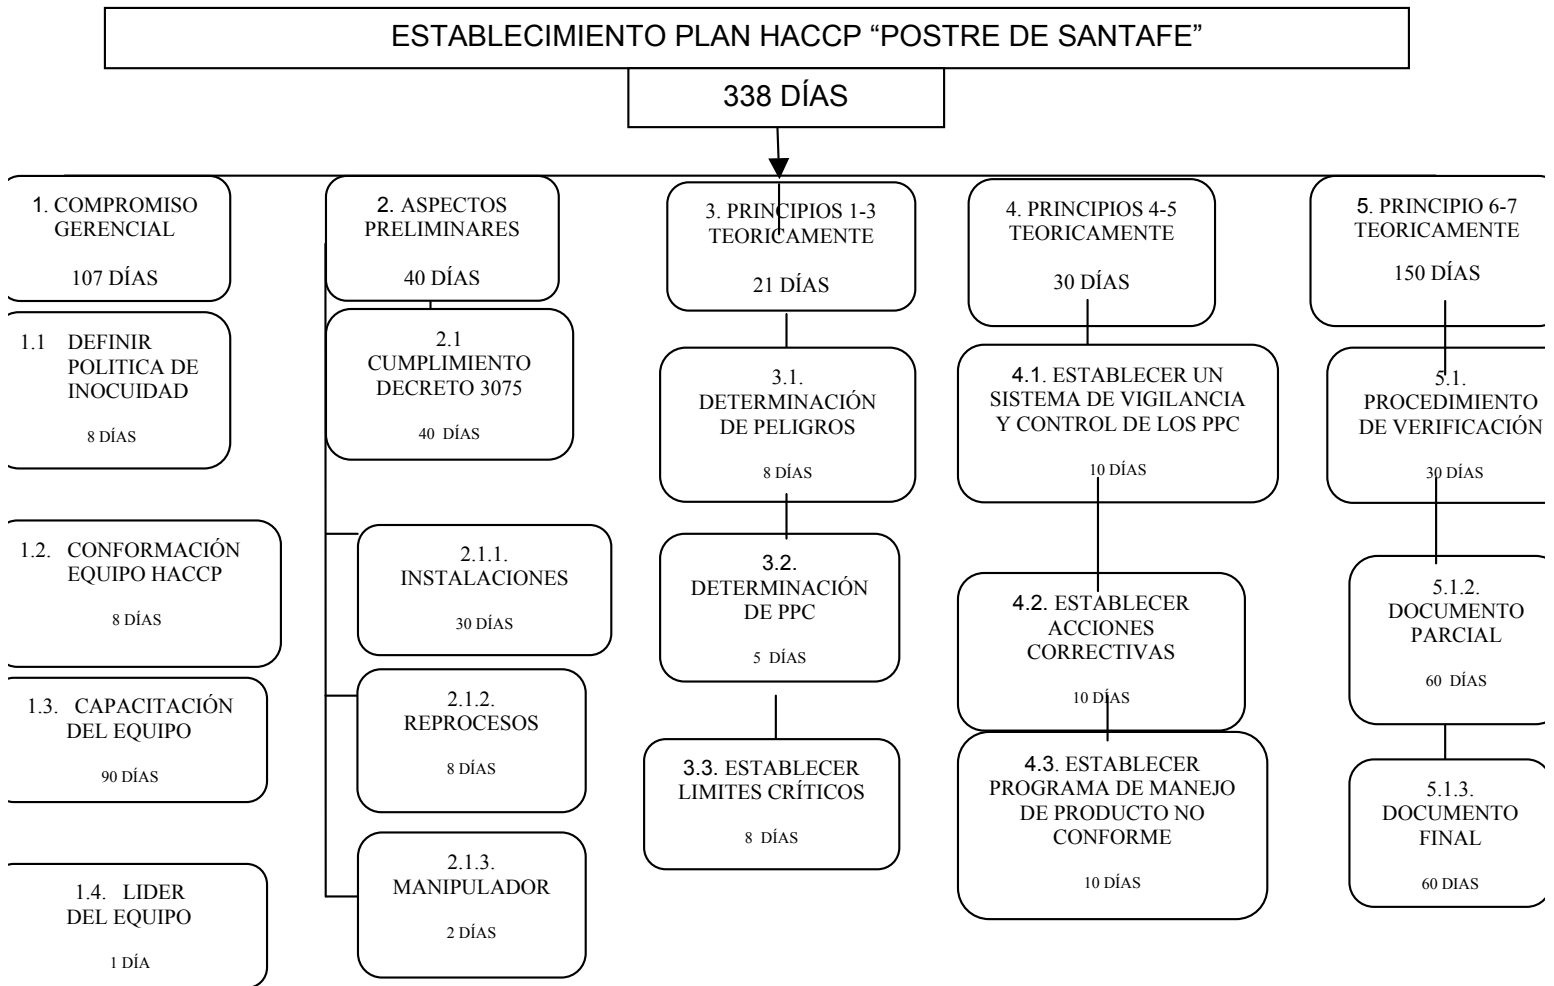 ESTABLECIMIENTO PLAN HACCP “POSTRE DE SANTAFE”
338 DÍAS
1. COMPROMISO
GERENCIAL
107 DÍAS
1.1 DEFINIR
POLITICA DE
INOCUIDAD
8 DÍAS
1.2. CONFORMACIÓN
EQUIPO HACCP
8 DÍAS
1.3. CAPACITACIÓN
DEL EQUIPO
90 DÍAS
1.4. LIDER
DEL EQUIPO
1 DÍA
2. ASPECTOS
PRELIMINARES
40 DÍAS
2.1
CUMPLIMIENTO
DECRETO 3075
40 DÍAS
2.1.1.
INSTALACIONES
30 DÍAS
2.1.2.
REPROCESOS
8 DÍAS
2.1.3.
MANIPULADOR
2 DÍAS
3. PRINCIPIOS 1-3
TEORICAMENTE
21 DÍAS
3.1.
DETERMINACIÓN
DE PELIGROS
8 DÍAS
3.2.
DETERMINACIÓN
DE PPC
5 DÍAS
3.3. ESTABLECER
LIMITES CRÍTICOS
8 DÍAS
4. PRINCIPIOS 4-5
TEORICAMENTE
30 DÍAS
4.1. ESTABLECER UN
SISTEMA DE VIGILANCIA
Y CONTROL DE LOS PPC
10 DÍAS
4.2. ESTABLECER
ACCIONES
CORRECTIVAS
10 DÍAS
4.3. ESTABLECER
PROGRAMA DE MANEJO
DE PRODUCTO NO
CONFORME
10 DÍAS
5. PRINCIPIO 6-7
TEORICAMENTE
150 DÍAS
5.1.
PROCEDIMIENTO
DE VERIFICACIÓN
30 DÍAS
5.1.2.
DOCUMENTO
PARCIAL
60 DÍAS
5.1.3.
DOCUMENTO
FINAL
60 DIAS